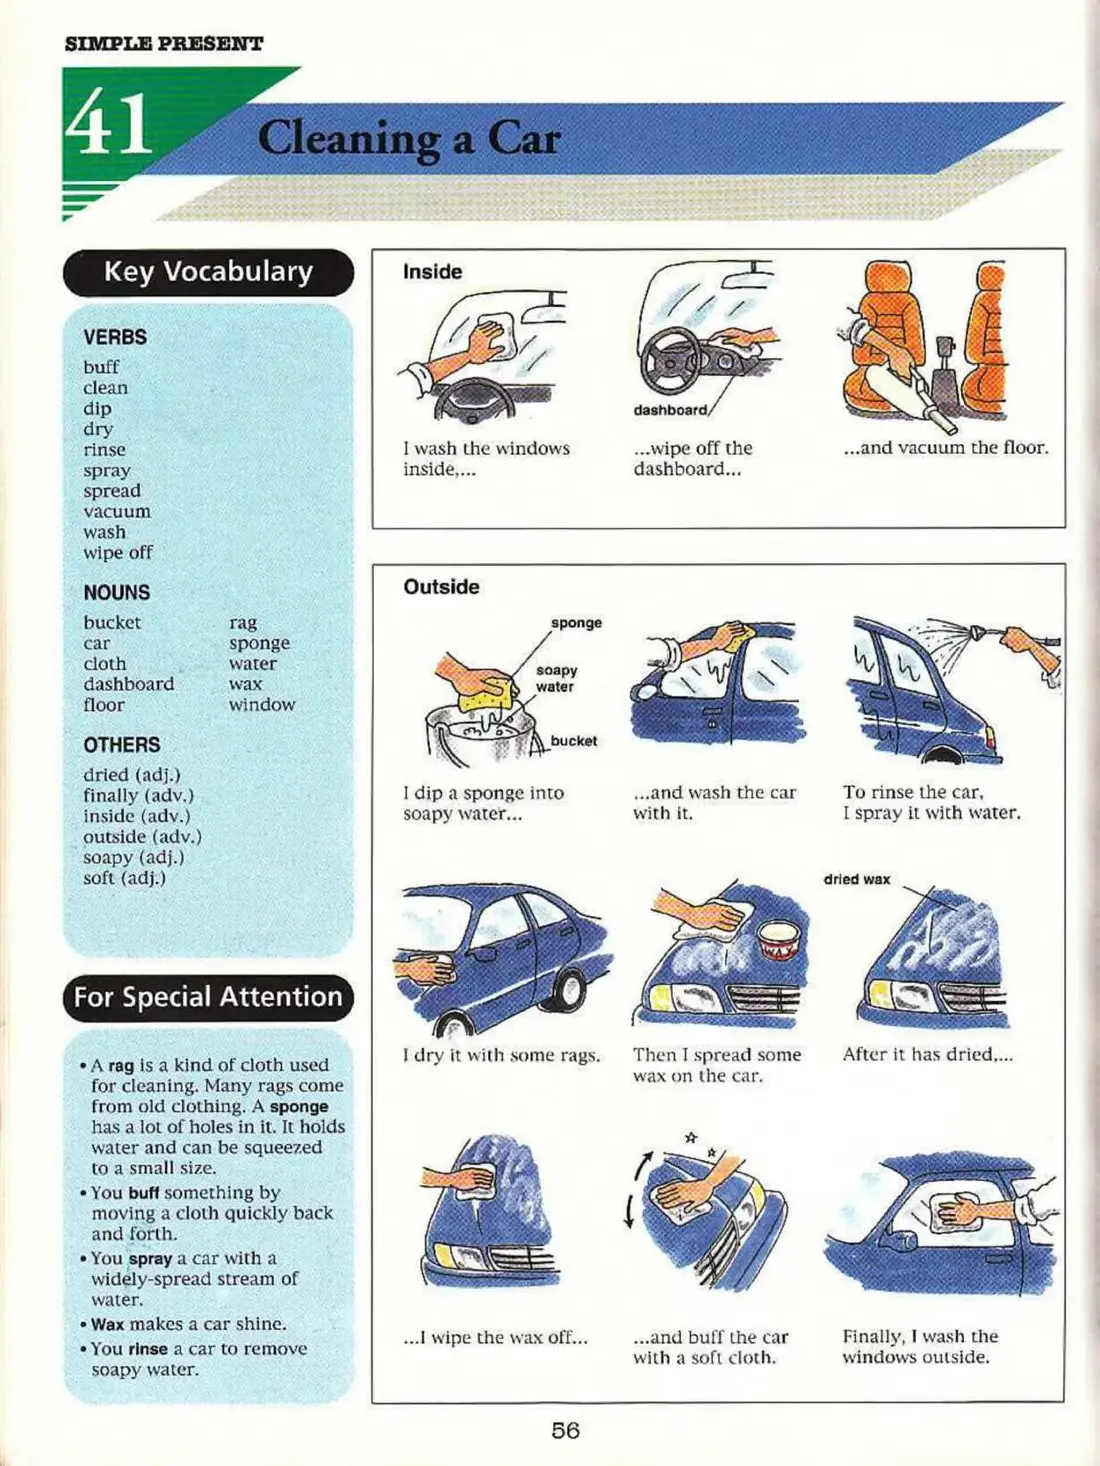 SIMPLE PRESENT
41
Cleaning a Car
Key Vocabulary
VERBS
buff
clean
dip
dry
rinse
spray
spread
vacuum
wash
wipe off
NOUNS
bucket
car
cloth
dashboard
floor
rag
sponge
water
wax
window
OTHERS
dried (adj.)
finally (adv.)
inside (adv.)
outside (adv.)
soapy (adj.)
soft (adj.)
For Special Attention
• A rag is a kind of cloth used
for cleaning. Many rags come
from old clothing. A sponge
has a lot of holes in it. It holds
water and can be squeezed
to a small size.
• You buff something by
moving a cloth quickly back
and forth.
• You spray a car with a
widely-spread stream of
water.
• Wax makes a car shine.
• You rinse a car to remove
soapy water.
Inside
dashboard
I wash the windows
inside,...
...wipe off the
dashboard...
...and vacuum the floor.
Outside
sponge
soapy
water
bucket
I dip a sponge into
soapy water...
...and wash the car
with it.
To rinse the car,
I spray it with water.
WAX
dried wax
I dry it with some rags.
Then I spread some
wax on the car.
After it has dried,...
...I wipe the wax off...
...and buff the car
with a soft cloth.
Finally, I wash the
windows outside.
56